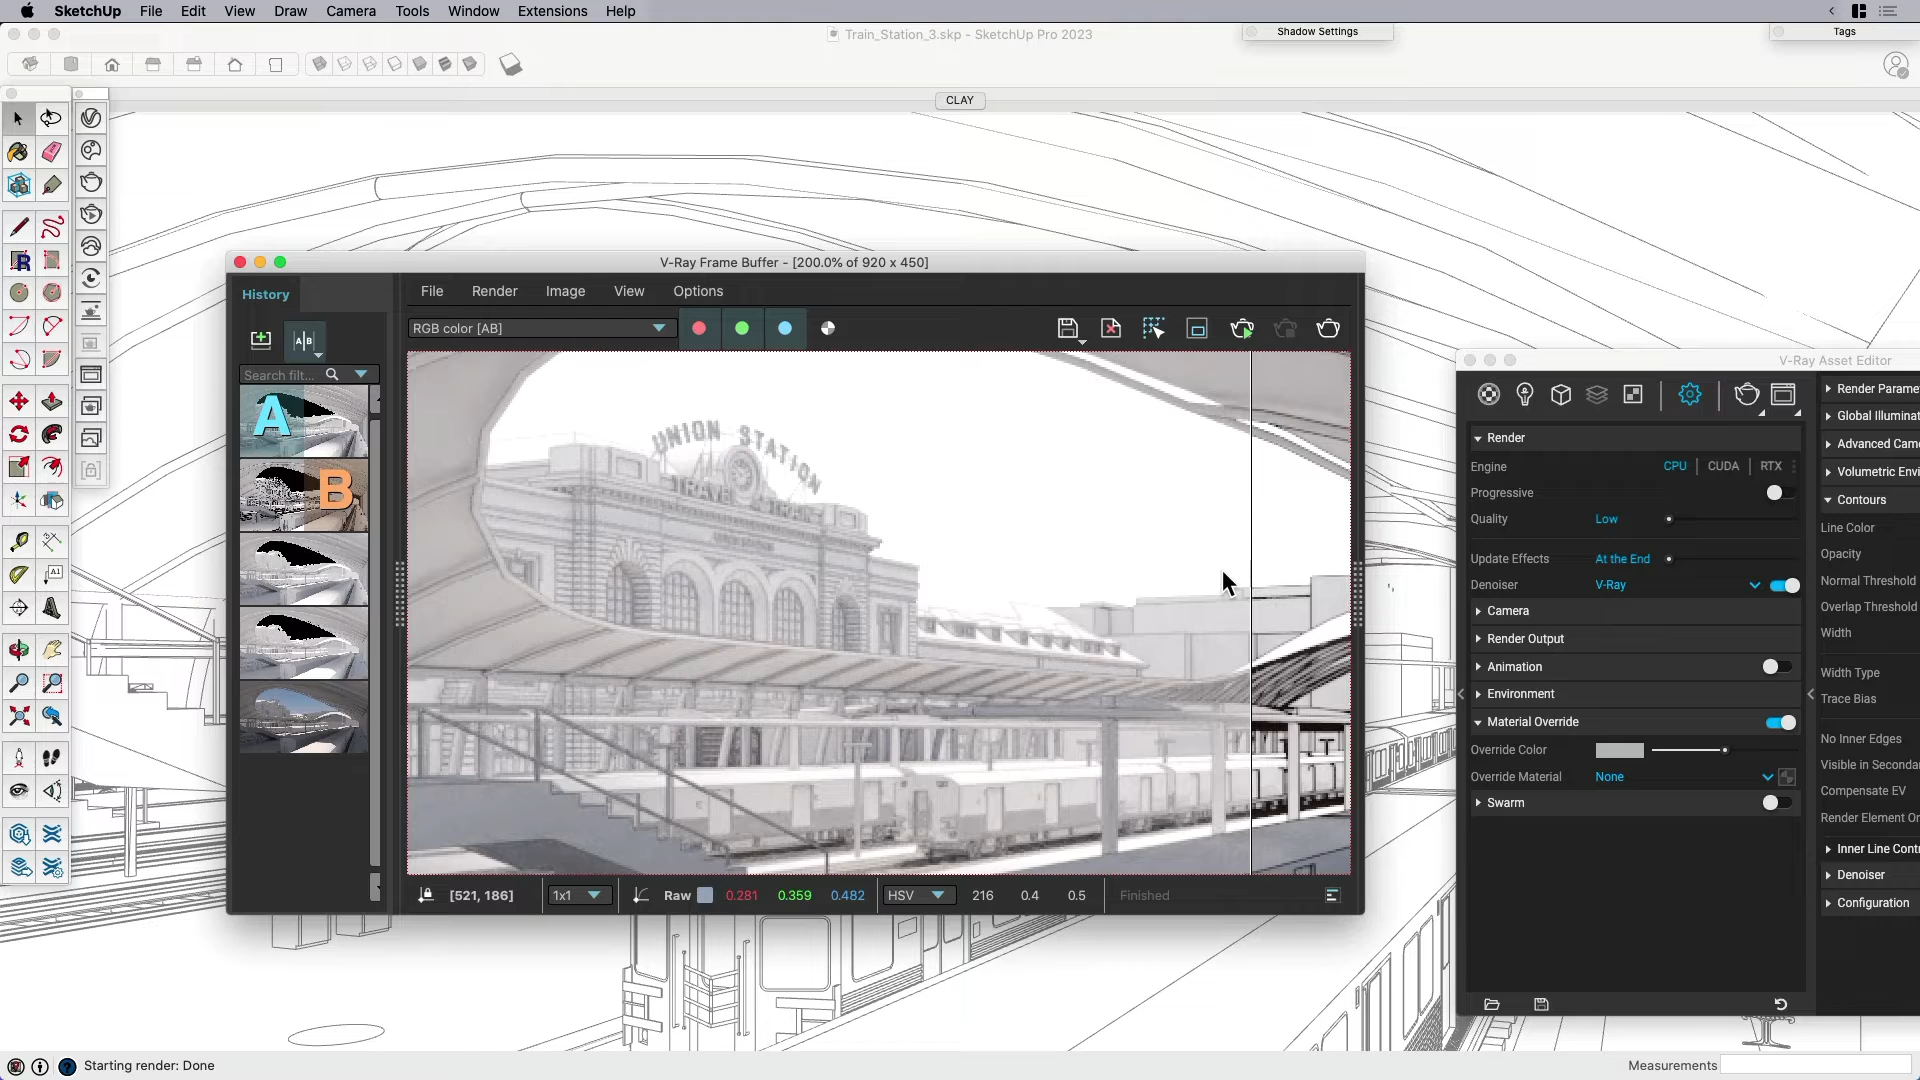 SketchUp File Edit View Draw Camera Tools Window Extensions Help
Train_Station_3.skp - SketchUp Pro 2023
Shadow Settings
Tags
CLAY
V-Ray Frame Buffer - [200.0% of 920 x 450]
History
File Render Image View Options
RGB color [AB]
A|B
Search filt...
A
B
UNION STATION
TRAVEL
[521, 186]
1x1
Raw
0.281 0.359 0.482
HSV
216 0.4 0.5
Finished
V-Ray Asset Editor
Render
Engine CPU | CUDA | RTX
Progressive
Quality Low
Update Effects At the End
Denoiser V-Ray
Camera
Render Output
Animation
Environment
Material Override
Override Color
Override Material None
Swarm
Render Parame
Global Illuminat
Advanced Cam
Volumetric Envi
Contours
Line Color
Opacity
Normal Threshold
Overlap Threshold
Width
Width Type
Trace Bias
No Inner Edges
Visible in Seconda
Compensate EV
Render Element On
Inner Line Contr
Denoiser
Configuration
Starting render: Done
Measurements